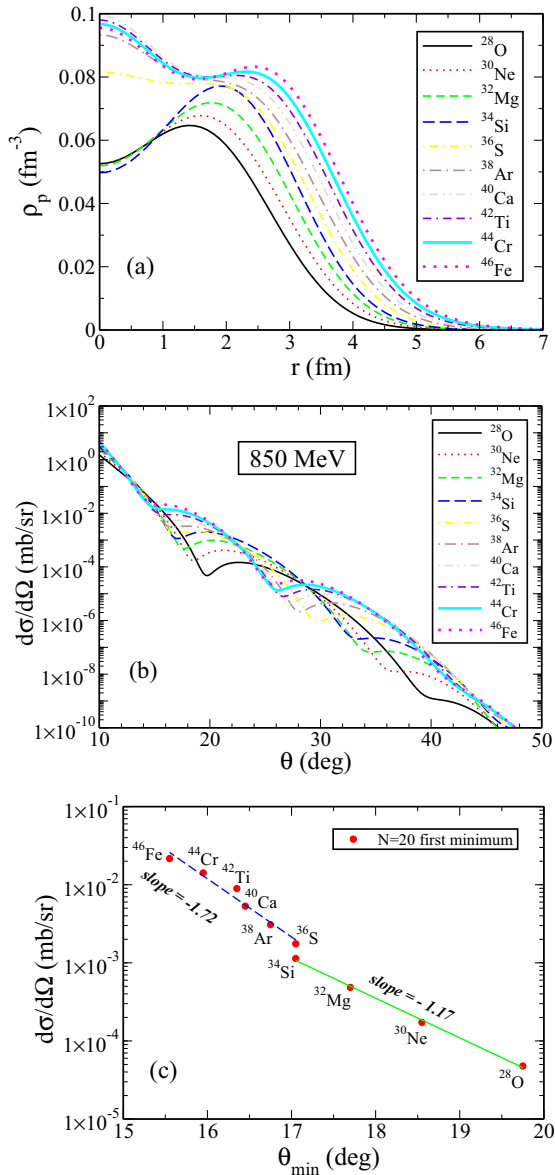 0.1
0.08
0.06
0.04
0.02
0
ρp (fm-3)
28O
30Ne
32Mg
34Si
36S
38Ar
40Ca
42Ti
44Cr
46Fe
(a)
0 1 2 3 4 5 6 7
r (fm)
1×10^2
1×10^0
1×10^-2
1×10^-4
1×10^-6
1×10^-8
1×10^-10
dσ/dΩ (mb/sr)
850 MeV
28O
30Ne
32Mg
34Si
36S
38Ar
40Ca
42Ti
44Cr
46Fe
(b)
10 20 30 40 50
θ (deg)
1×10^-1
1×10^-2
1×10^-3
1×10^-4
1×10^-5
dσ/dΩ (mb/sr)
N=20 first minimum
46Fe
44Cr
42Ti
40Ca
38Ar
36S
34Si
32Mg
30Ne
28O
slope = -1.72
slope = - 1.17
(c)
15 16 17 18 19 20
θmin (deg)